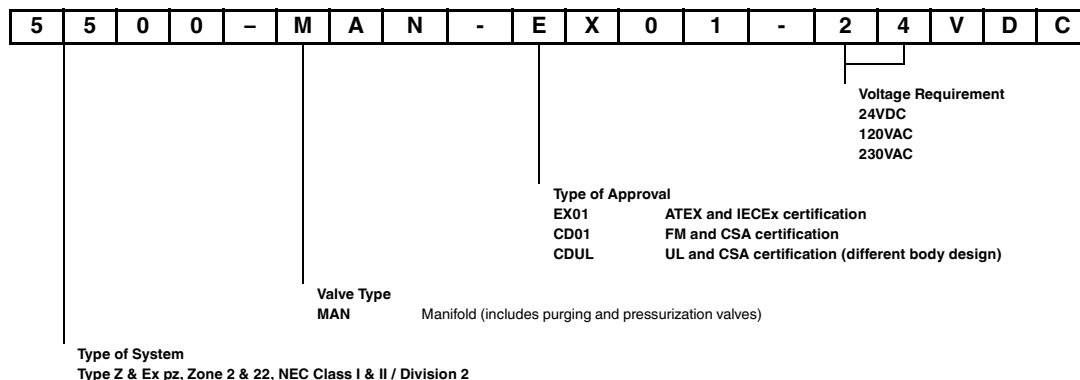 5 5 0 0 – M A N - E X 0 1 - 2 4 V D C
Voltage Requirement
24VDC
120VAC
230VAC
Type of Approval
EX01 ATEX and IECEx certification
CD01 FM and CSA certification
CDUL UL and CSA certification (different body design)
Valve Type
MAN Manifold (includes purging and pressurization valves)
Type of System
Type Z & Ex pz, Zone 2 & 22, NEC Class I & II / Division 2